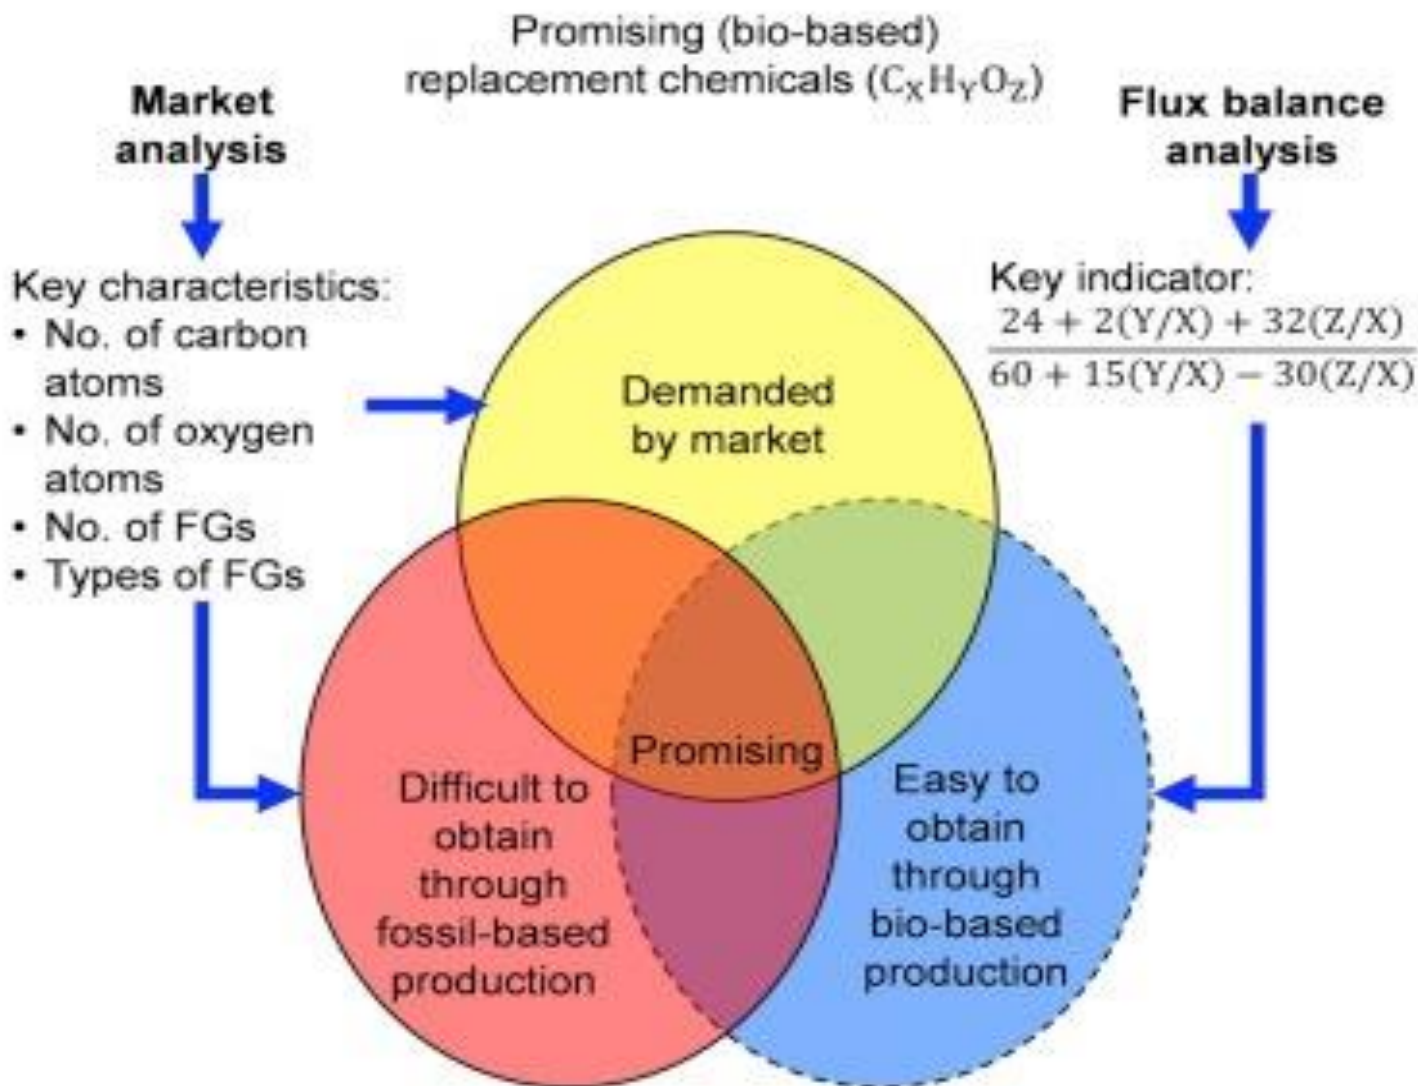 Promising (bio-based)
replacement chemicals (C_XH_YO_Z)
Market
analysis
Key characteristics:
• No. of carbon
atoms
• No. of oxygen
atoms
• No. of FGs
• Types of FGs
Flux balance
analysis
Key indicator:
24 + 2(Y/X) + 32(Z/X)
60 + 15(Y/X) − 30(Z/X)
Demanded
by market
Promising
Difficult to
obtain
through
fossil-based
production
Easy to
obtain
through
bio-based
production